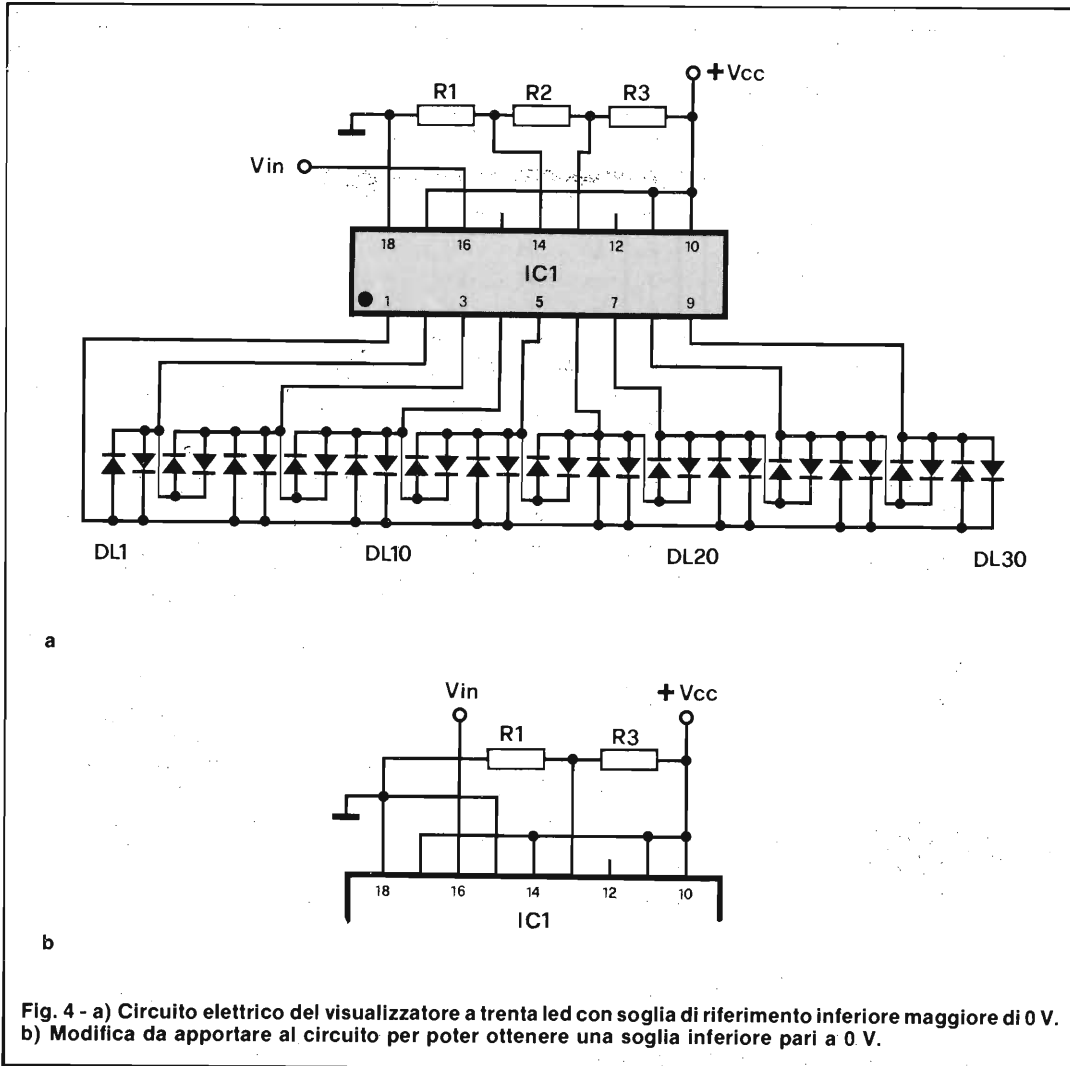 +Vcc
R1 R2 R3
Vin
18 16 14 12 10
IC1
1 3 5 7 9
DL1 DL10 DL20 DL30
a
Vin +Vcc
R1 R3
18 16 14 12 10
IC1
b
Fig. 4 - a) Circuito elettrico del visualizzatore a trenta led con soglia di riferimento inferiore maggiore di 0 V.
b) Modifica da apportare al circuito per poter ottenere una soglia inferiore pari a 0 V.